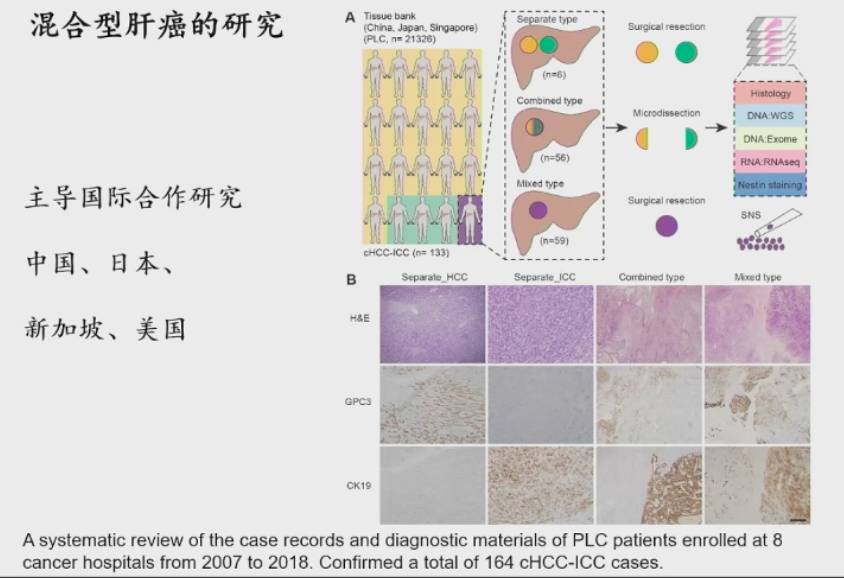 混合型肝癌的研究
主导国际合作研究
中国、日本、
新加坡、美国
A
Tissue bank
(China, Japan, Singapore)
(PLC, n= 21326)
cHCC-ICC (n= 133)
Separate type
(n=6)
Combined type
(n=56)
Mixed type
(n=59)
Surgical resection
Microdissection
Surgical resection
Histology
DNA:WGS
DNA:Exome
RNA:RNAseq
Nestin staining
SNS
B
Separate_HCC Separate_ICC Combined type Mixed type
H&E
GPC3
CK19
A systematic review of the case records and diagnostic materials of PLC patients enrolled at 8
cancer hospitals from 2007 to 2018. Confirmed a total of 164 cHCC-ICC cases.